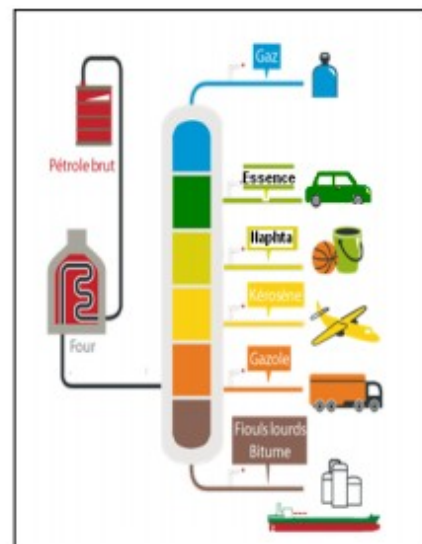 Gaz
Pétrole brut
Essence
Naphta
Kérosène
Four
Gazole
Fiouls lourds
Bitume